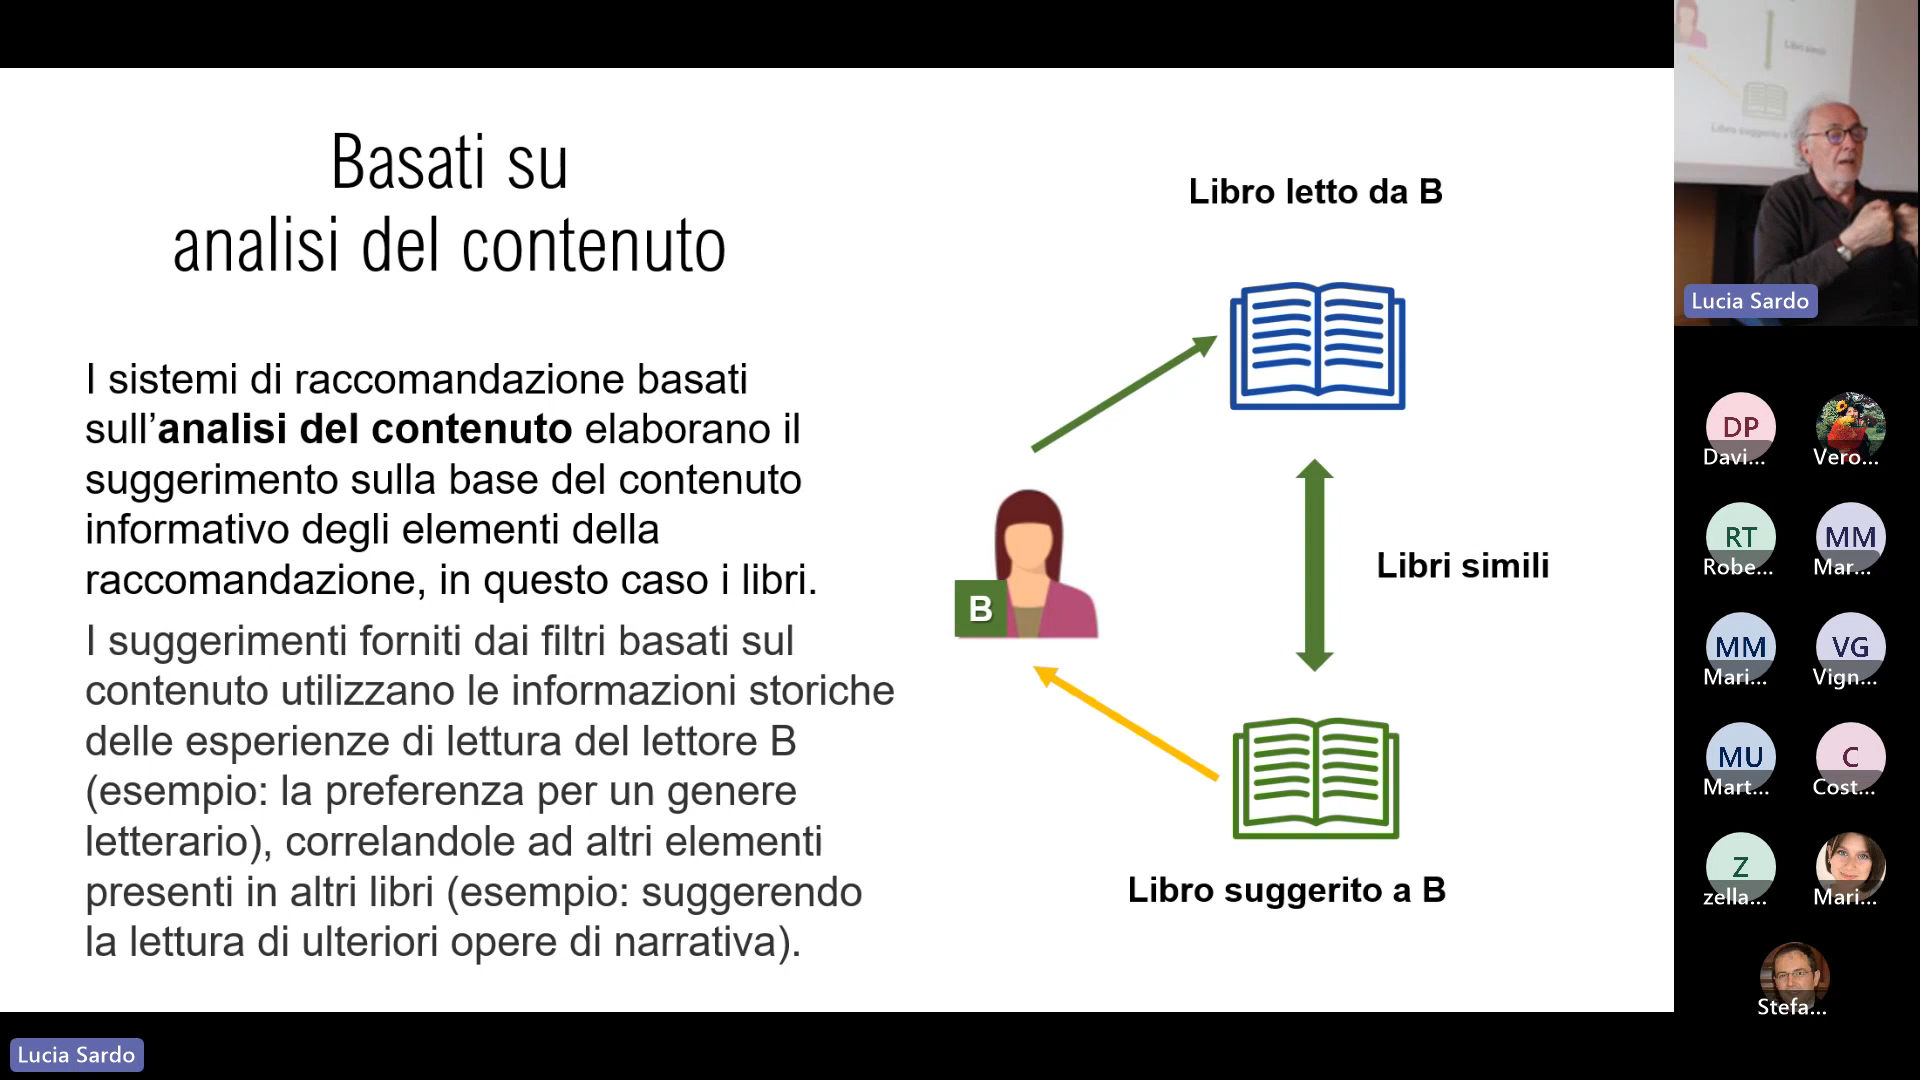 Basati su
analisi del contenuto
I sistemi di raccomandazione basati
sull’analisi del contenuto elaborano il
suggerimento sulla base del contenuto
informativo degli elementi della
raccomandazione, in questo caso i libri.
I suggerimenti forniti dai filtri basati sul
contenuto utilizzano le informazioni storiche
delle esperienze di lettura del lettore B
(esempio: la preferenza per un genere
letterario), correlandole ad altri elementi
presenti in altri libri (esempio: suggerendo
la lettura di ulteriori opere di narrativa).
Libro letto da B
B
Libri simili
Libro suggerito a B
Libri simili
Libro suggerito a
Lucia Sardo
DP
Davi...
Vero...
RT
Robe...
MM
Mar...
MM
Mari...
VG
Vign...
MU
Mart...
C
Cost...
Z
zella...
Mari...
Stefa...
Lucia Sardo